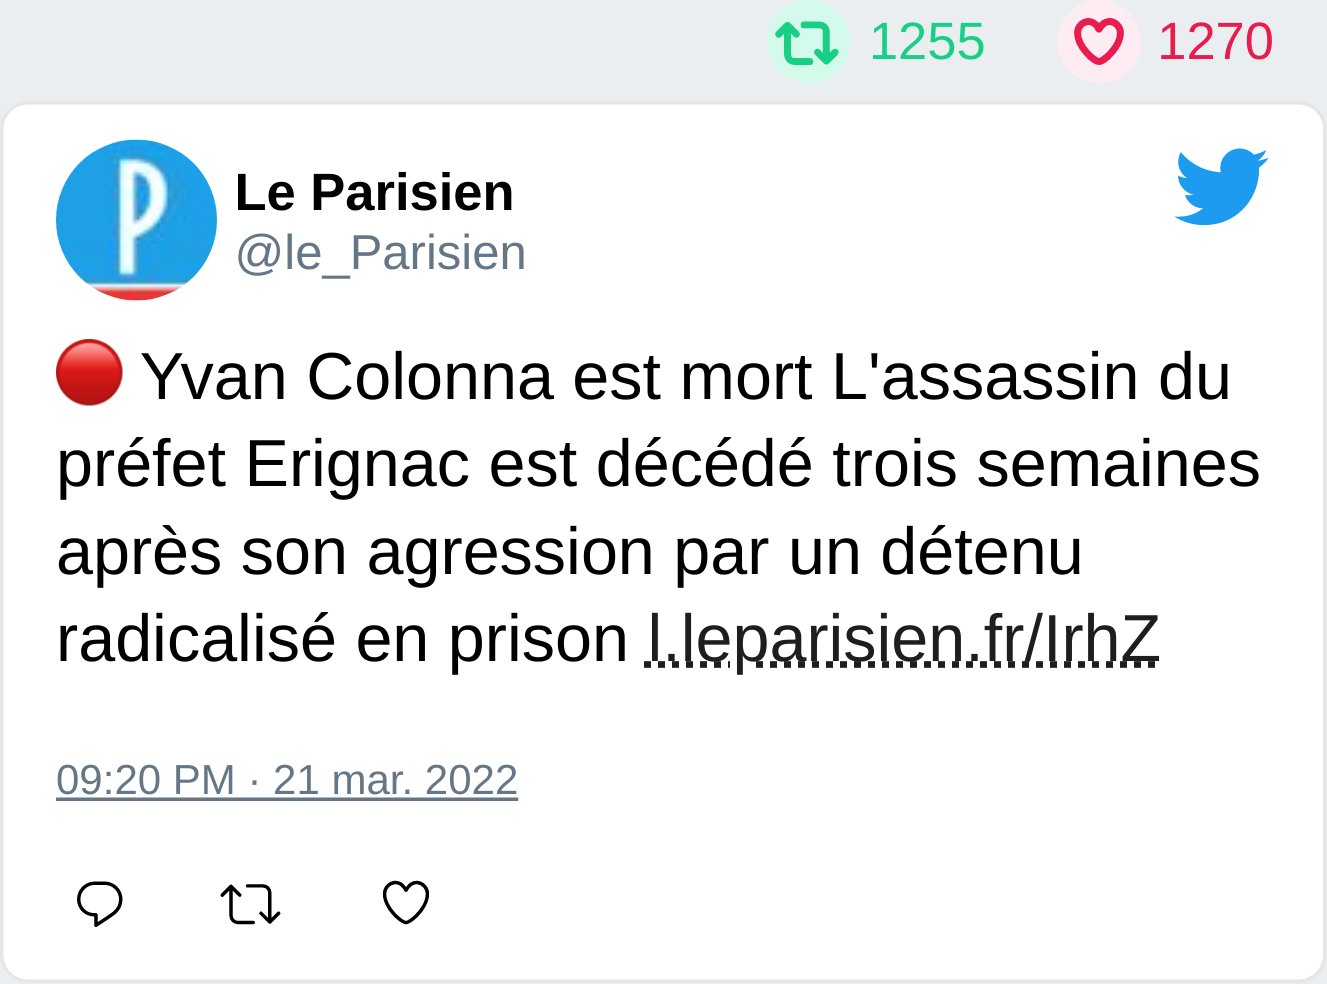 1255 1270
Le Parisien
@le_Parisien
🔴 Yvan Colonna est mort L'assassin du
préfet Erignac est décédé trois semaines
après son agression par un détenu
radicalisé en prison l.leparisien.fr/IrhZ
09:20 PM · 21 mar. 2022